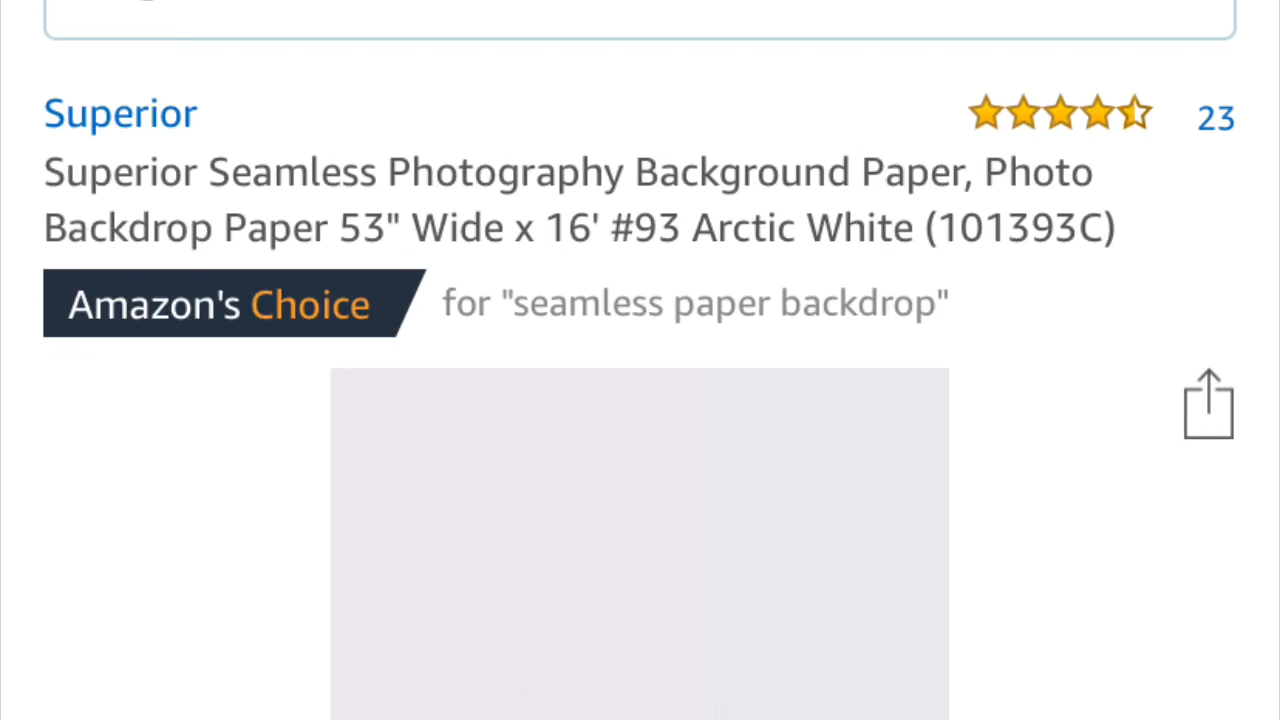 Superior 23
Superior Seamless Photography Background Paper, Photo
Backdrop Paper 53" Wide x 16' #93 Arctic White (101393C)
Amazon's Choice for "seamless paper backdrop"